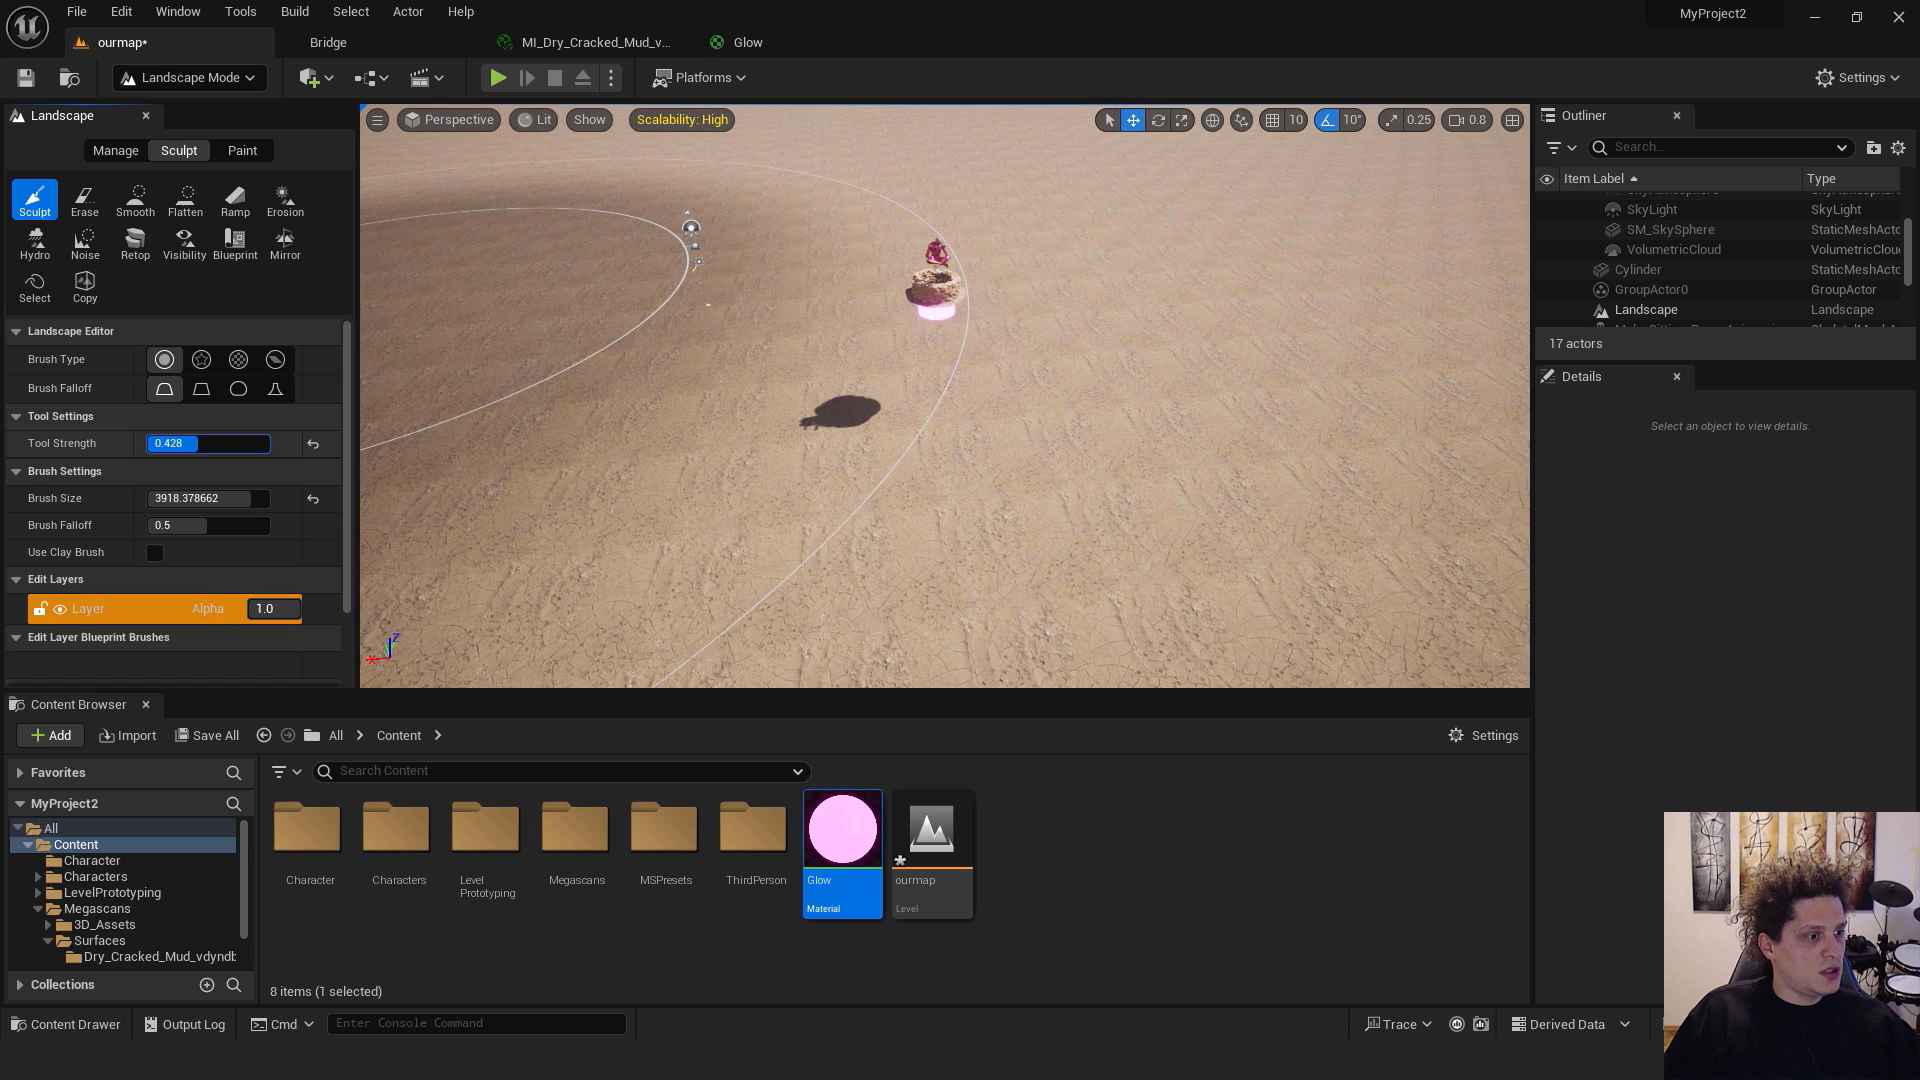 File Edit Window Tools Build Select Actor Help
MyProject2
ourmap*
Bridge
MI_Dry_Cracked_Mud_v...
Glow
Landscape Mode
Platforms
Settings
Landscape
Manage Sculpt Paint
Sculpt Erase Smooth Flatten Ramp Erosion
Hydro Noise Retop Visibility Blueprint Mirror
Select Copy
Landscape Editor
Brush Type
Brush Falloff
Tool Settings
Tool Strength 0.428
Brush Settings
Brush Size 3918.378662
Brush Falloff 0.5
Use Clay Brush
Edit Layers
Layer Alpha 1.0
Edit Layer Blueprint Brushes
Perspective Lit Show Scalability: High
10 10° 0.25 0.8
Z
X
Outliner
Search...
Item Label Type
SkyLight SkyLight
SM_SkySphere StaticMeshActo
VolumetricCloud VolumetricClou
Cylinder StaticMeshActo
GroupActor0 GroupActor
Landscape Landscape
17 actors
Details
Select an object to view details.
Content Browser
Add Import Save All All Content Settings
Favorites
MyProject2
All
Content
Character
Characters
LevelPrototyping
Megascans
3D_Assets
Surfaces
Dry_Cracked_Mud_vdyndb
Collections
Search Content
Character
Characters
Level
Prototyping
Megascans
MSPresets
ThirdPerson
Glow
Material
ourmap
Level
8 items (1 selected)
Content Drawer Output Log Cmd Enter Console Command
Trace Derived Data